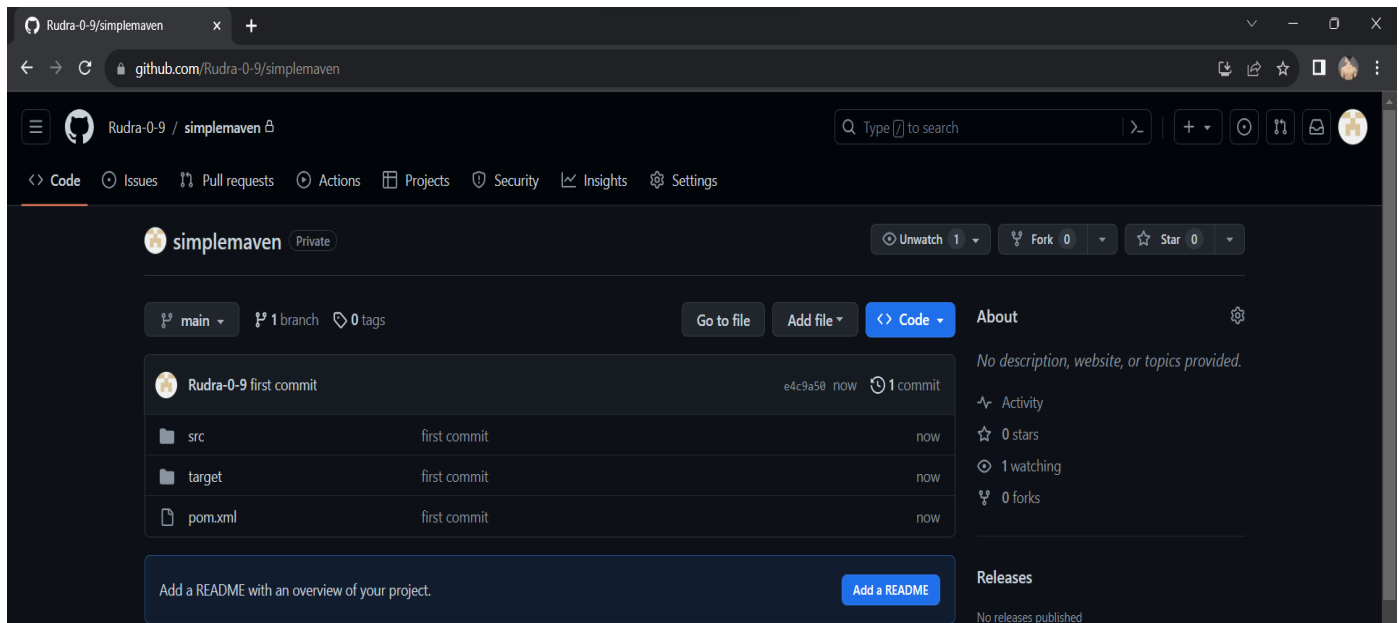 Rudra-0-9/simplemaven
github.com/Rudra-0-9/simplemaven
Rudra-0-9 / simplemaven
Type / to search
Code Issues Pull requests Actions Projects Security Insights Settings
simplemaven Private
Unwatch 1 Fork 0 Star 0
main 1 branch 0 tags
Go to file Add file Code
Rudra-0-9 first commit e4c9a50 now 1 commit
src first commit now
target first commit now
pom.xml first commit now
Add a README with an overview of your project. Add a README
About
No description, website, or topics provided.
Activity
0 stars
1 watching
0 forks
Releases
No releases published